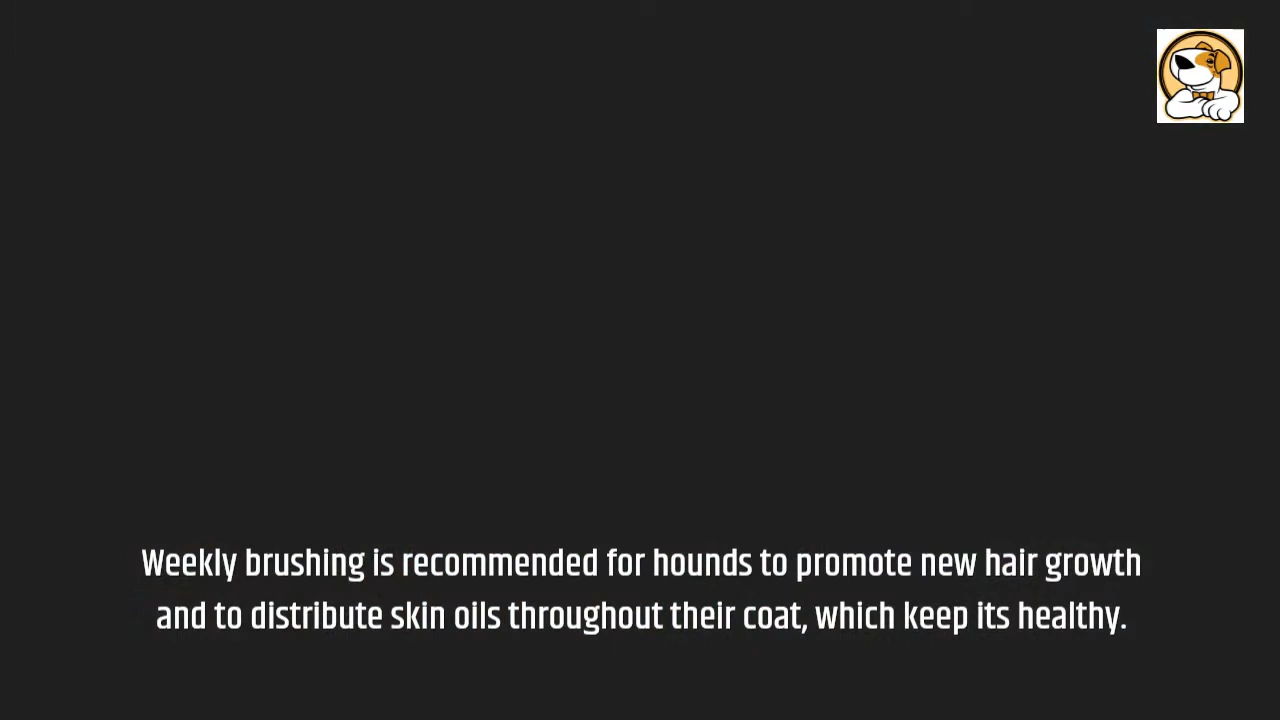 Weekly brushing is recommended for hounds to promote new hair growth
and to distribute skin oils throughout their coat, which keep its healthy.